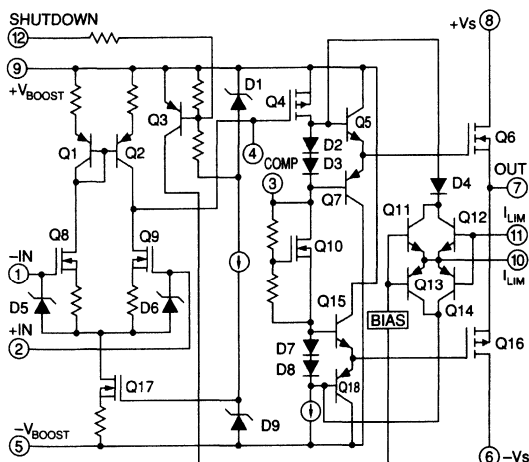 SHUTDOWN
12
+Vs
8
9
+VBOOST
D1
Q4
Q3
Q5
Q6
Q1
Q2
4
D2
D3
COMP
OUT
7
D4
3
Q7
Q11
Q12
ILIM
11
Q8
Q9
Q10
10
ILIM
-IN
1
D5
D6
Q13
Q14
+IN
2
Q15
BIAS
D7
D8
Q16
Q17
Q18
D9
-VBOOST
5
6
-Vs